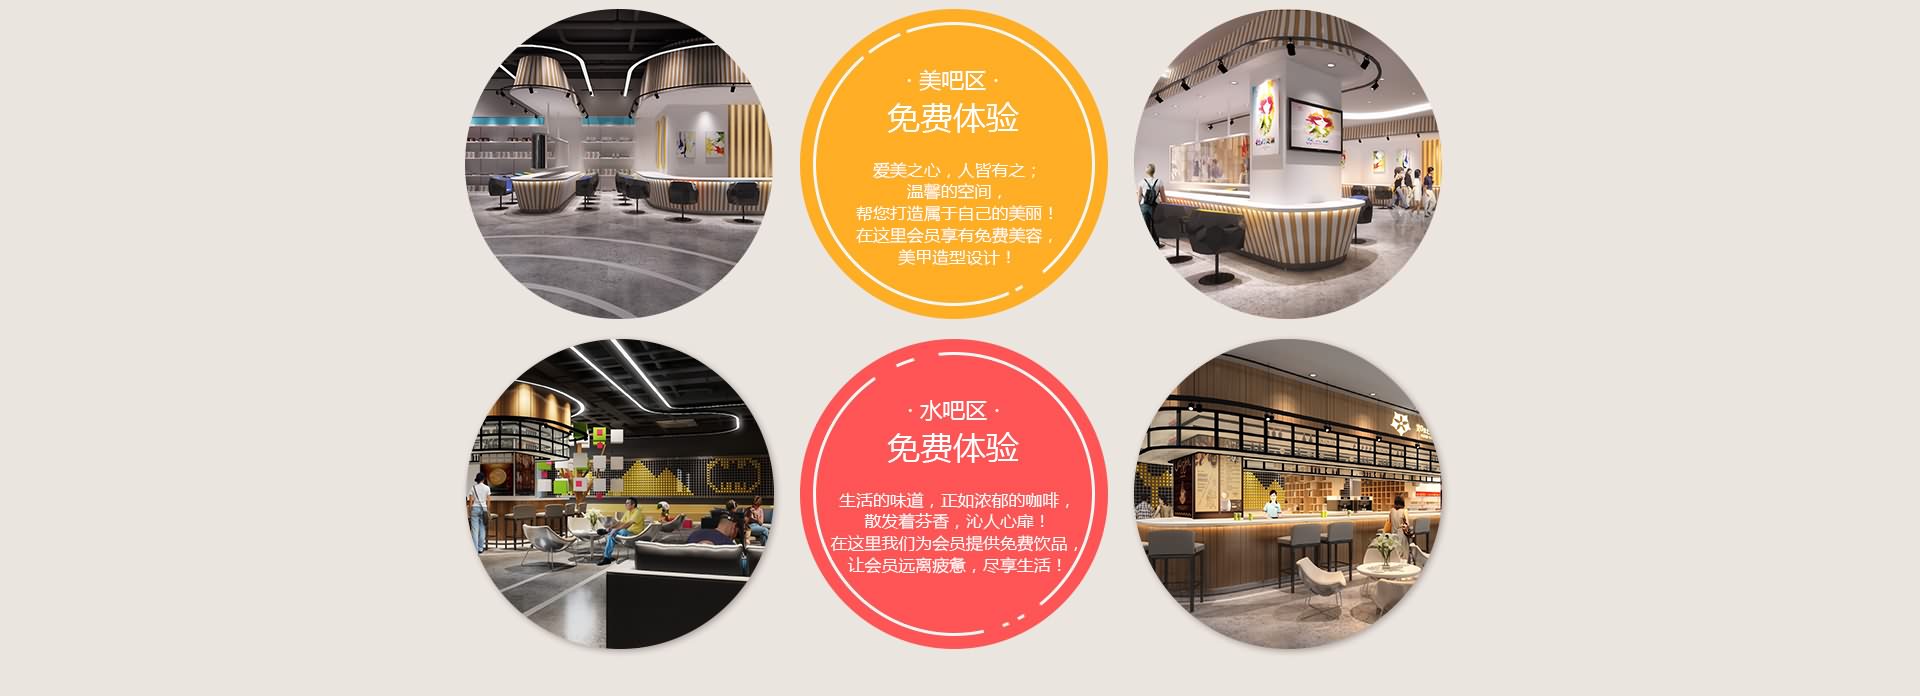 · 美吧区 ·
免费体验
爱美之心，人皆有之；
温馨的空间，
帮您打造属于自己的美丽！
在这里会员享有免费美容，
美甲造型设计！
· 水吧区 ·
免费体验
生活的味道，正如浓郁的咖啡，
散发着芬香，沁人心扉！
在这里我们为会员提供免费饮品，
让会员远离疲惫，尽享生活！